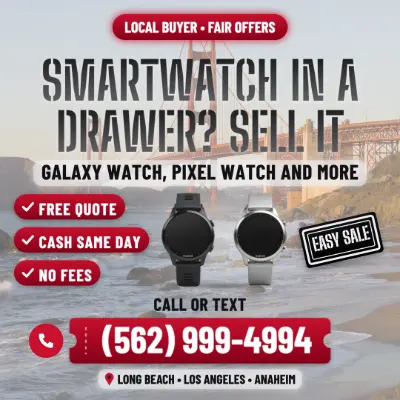 LOCAL BUYER • FAIR OFFERS
SMARTWATCH IN A
DRAWER? SELL IT
GALAXY WATCH, PIXEL WATCH AND MORE
FREE QUOTE
CASH SAME DAY
NO FEES
EASY SALE
CALL OR TEXT
(562) 999-4994
LONG BEACH • LOS ANGELES • ANAHEIM